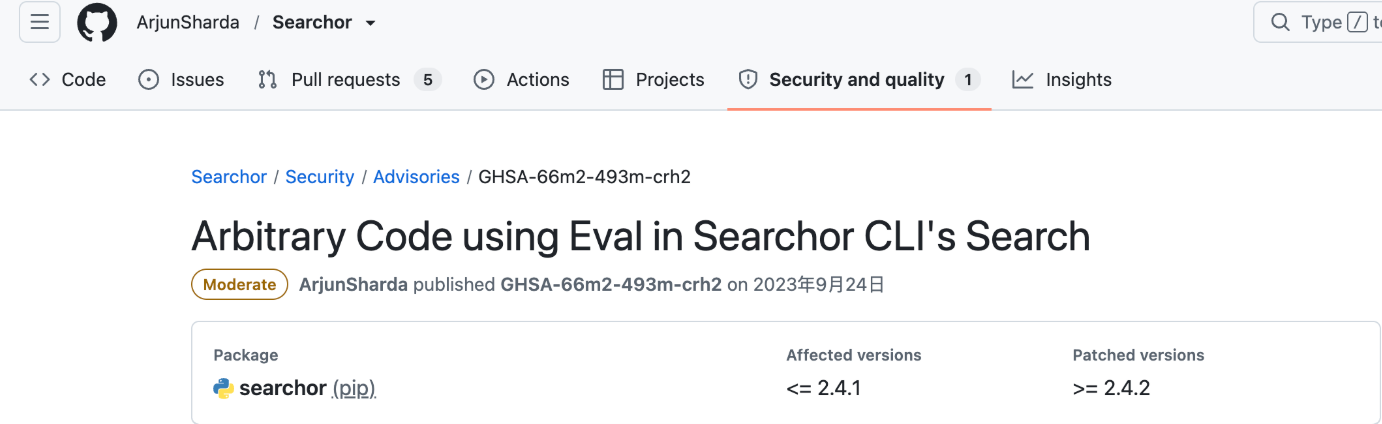 ArjunSharda / Searchor
Type / to
Code Issues Pull requests 5 Actions Projects Security and quality 1 Insights
Searchor / Security / Advisories / GHSA-66m2-493m-crh2
Arbitrary Code using Eval in Searchor CLI's Search
Moderate ArjunSharda published GHSA-66m2-493m-crh2 on 2023年9月24日
Package Affected versions Patched versions
searchor (pip) <= 2.4.1 >= 2.4.2